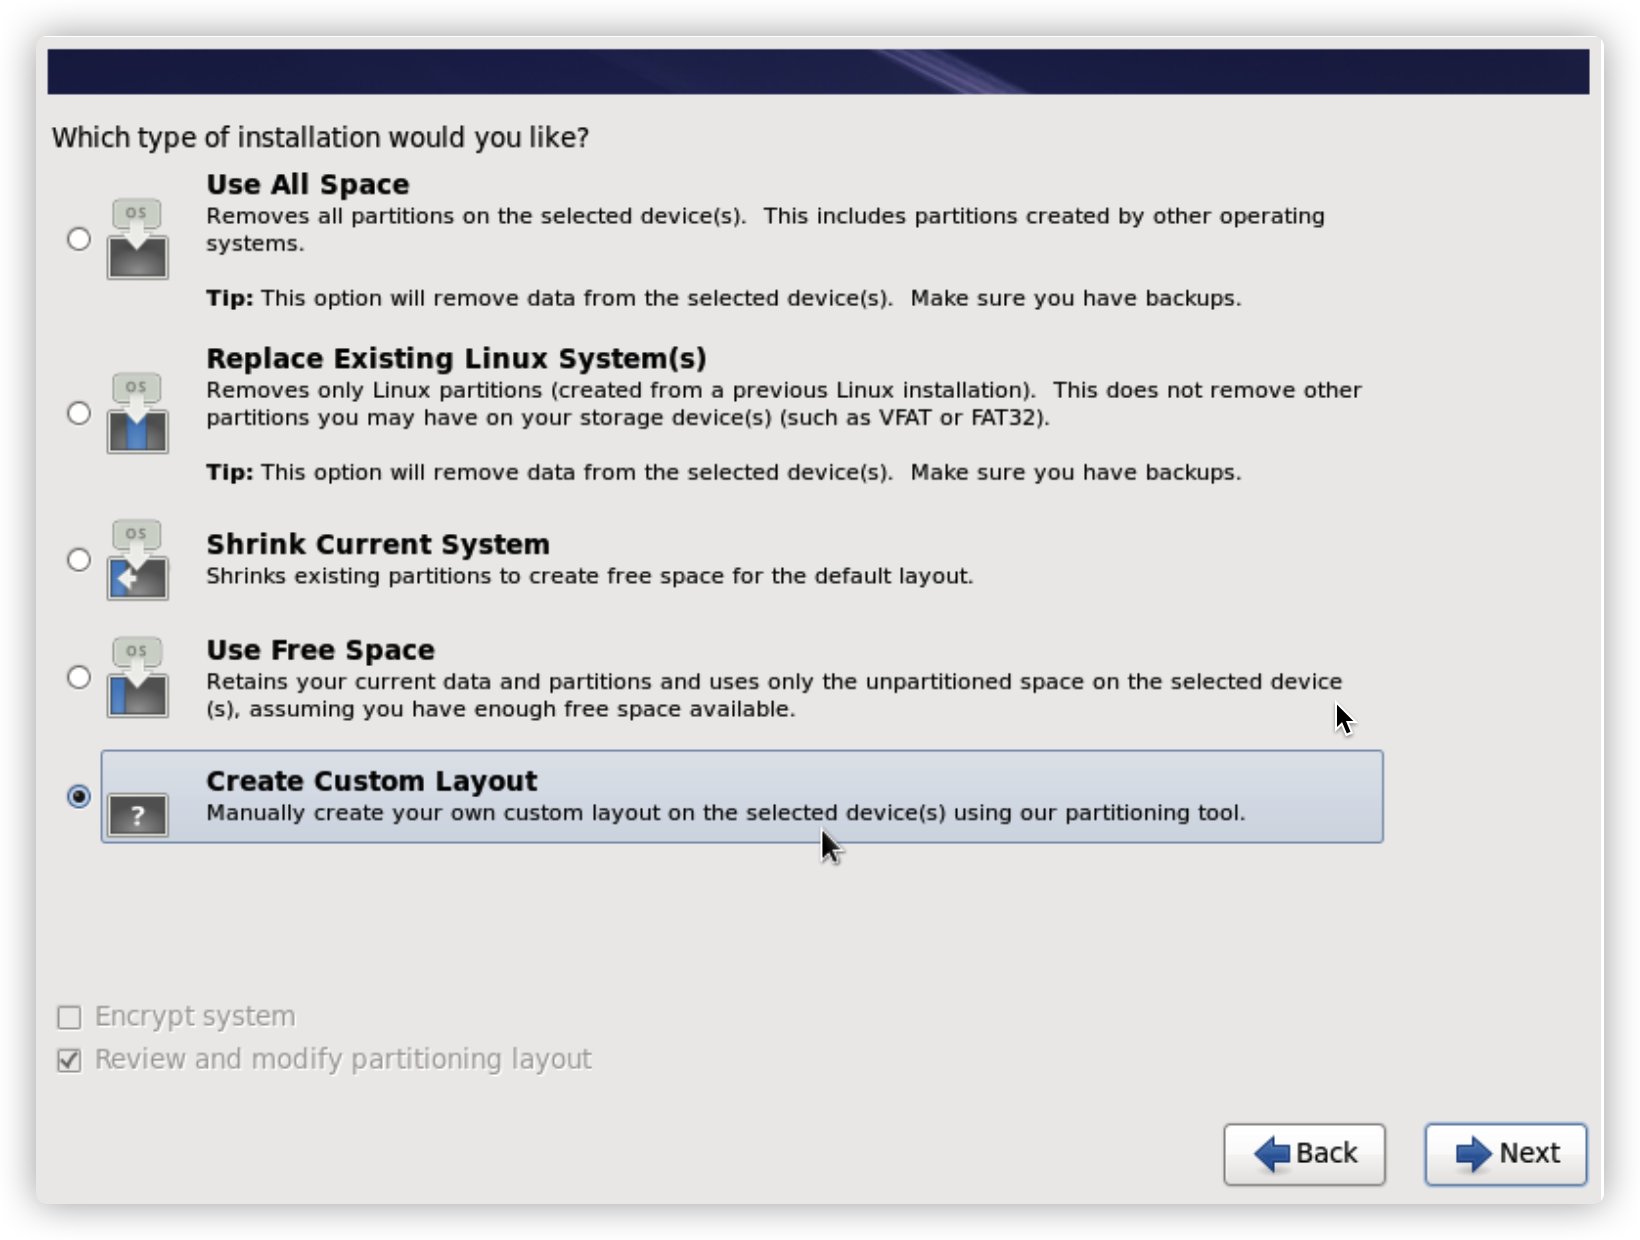 Which type of installation would you like?
OS
Use All Space
Removes all partitions on the selected device(s).  This includes partitions created by other operating
systems.
Tip: This option will remove data from the selected device(s).  Make sure you have backups.
OS
Replace Existing Linux System(s)
Removes only Linux partitions (created from a previous Linux installation).  This does not remove other
partitions you may have on your storage device(s) (such as VFAT or FAT32).
Tip: This option will remove data from the selected device(s).  Make sure you have backups.
OS
Shrink Current System
Shrinks existing partitions to create free space for the default layout.
OS
Use Free Space
Retains your current data and partitions and uses only the unpartitioned space on the selected device
(s), assuming you have enough free space available.
?
Create Custom Layout
Manually create your own custom layout on the selected device(s) using our partitioning tool.
Encrypt system
Review and modify partitioning layout
Back
Next